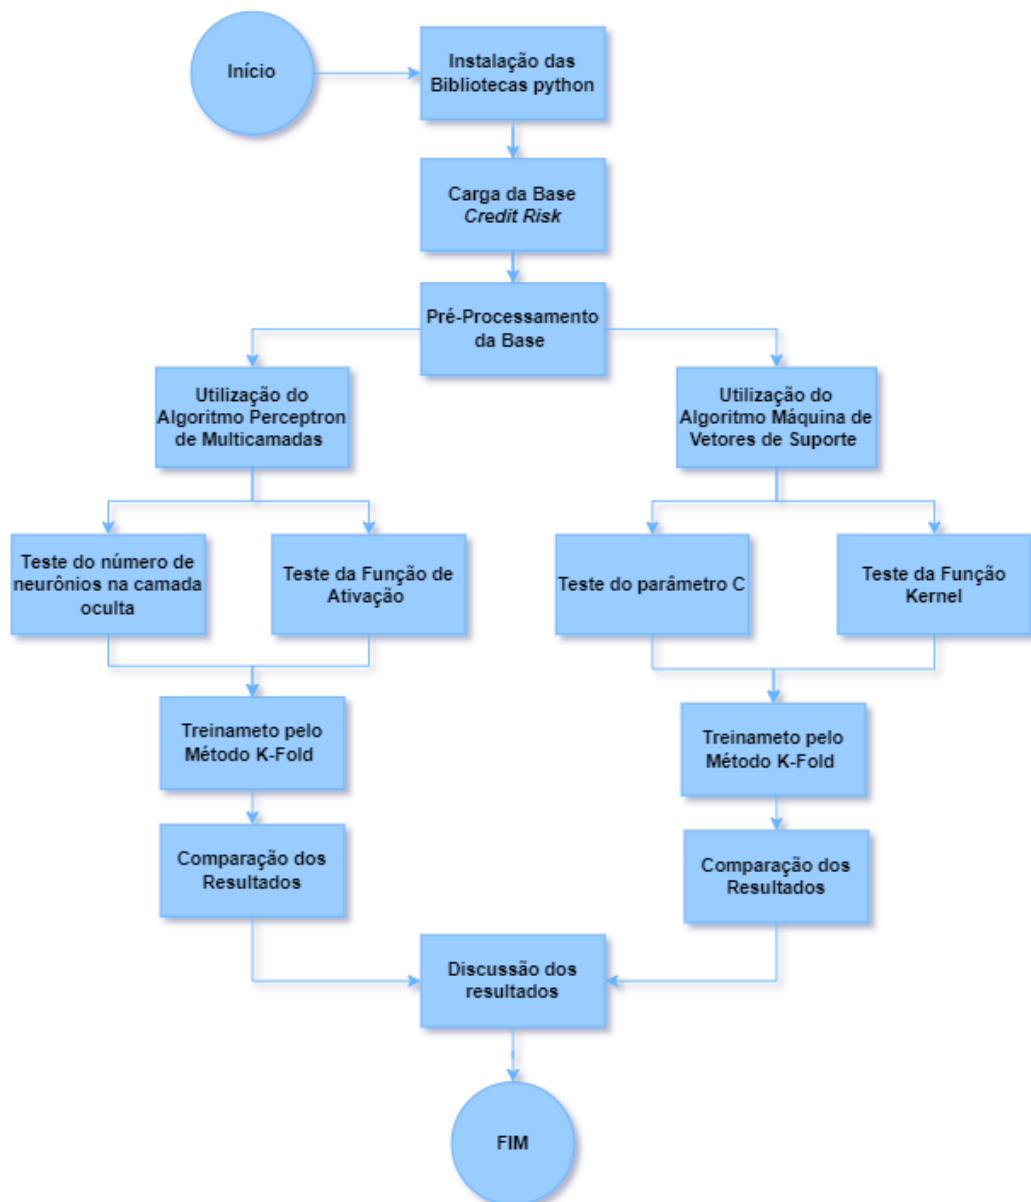 Início
Instalação das
Bibliotecas python
Carga da Base
Credit Risk
Pré-Processamento
da Base
Utilização do
Algoritmo Perceptron
de Multicamadas
Utilização do
Algoritmo Máquina de
Vetores de Suporte
Teste do número de
neurônios na camada
oculta
Teste da Função de
Ativação
Teste do parâmetro C
Teste da Função
Kernel
Treinameto pelo
Método K-Fold
Treinameto pelo
Método K-Fold
Comparação dos
Resultados
Comparação dos
Resultados
Discussão dos
resultados
FIM